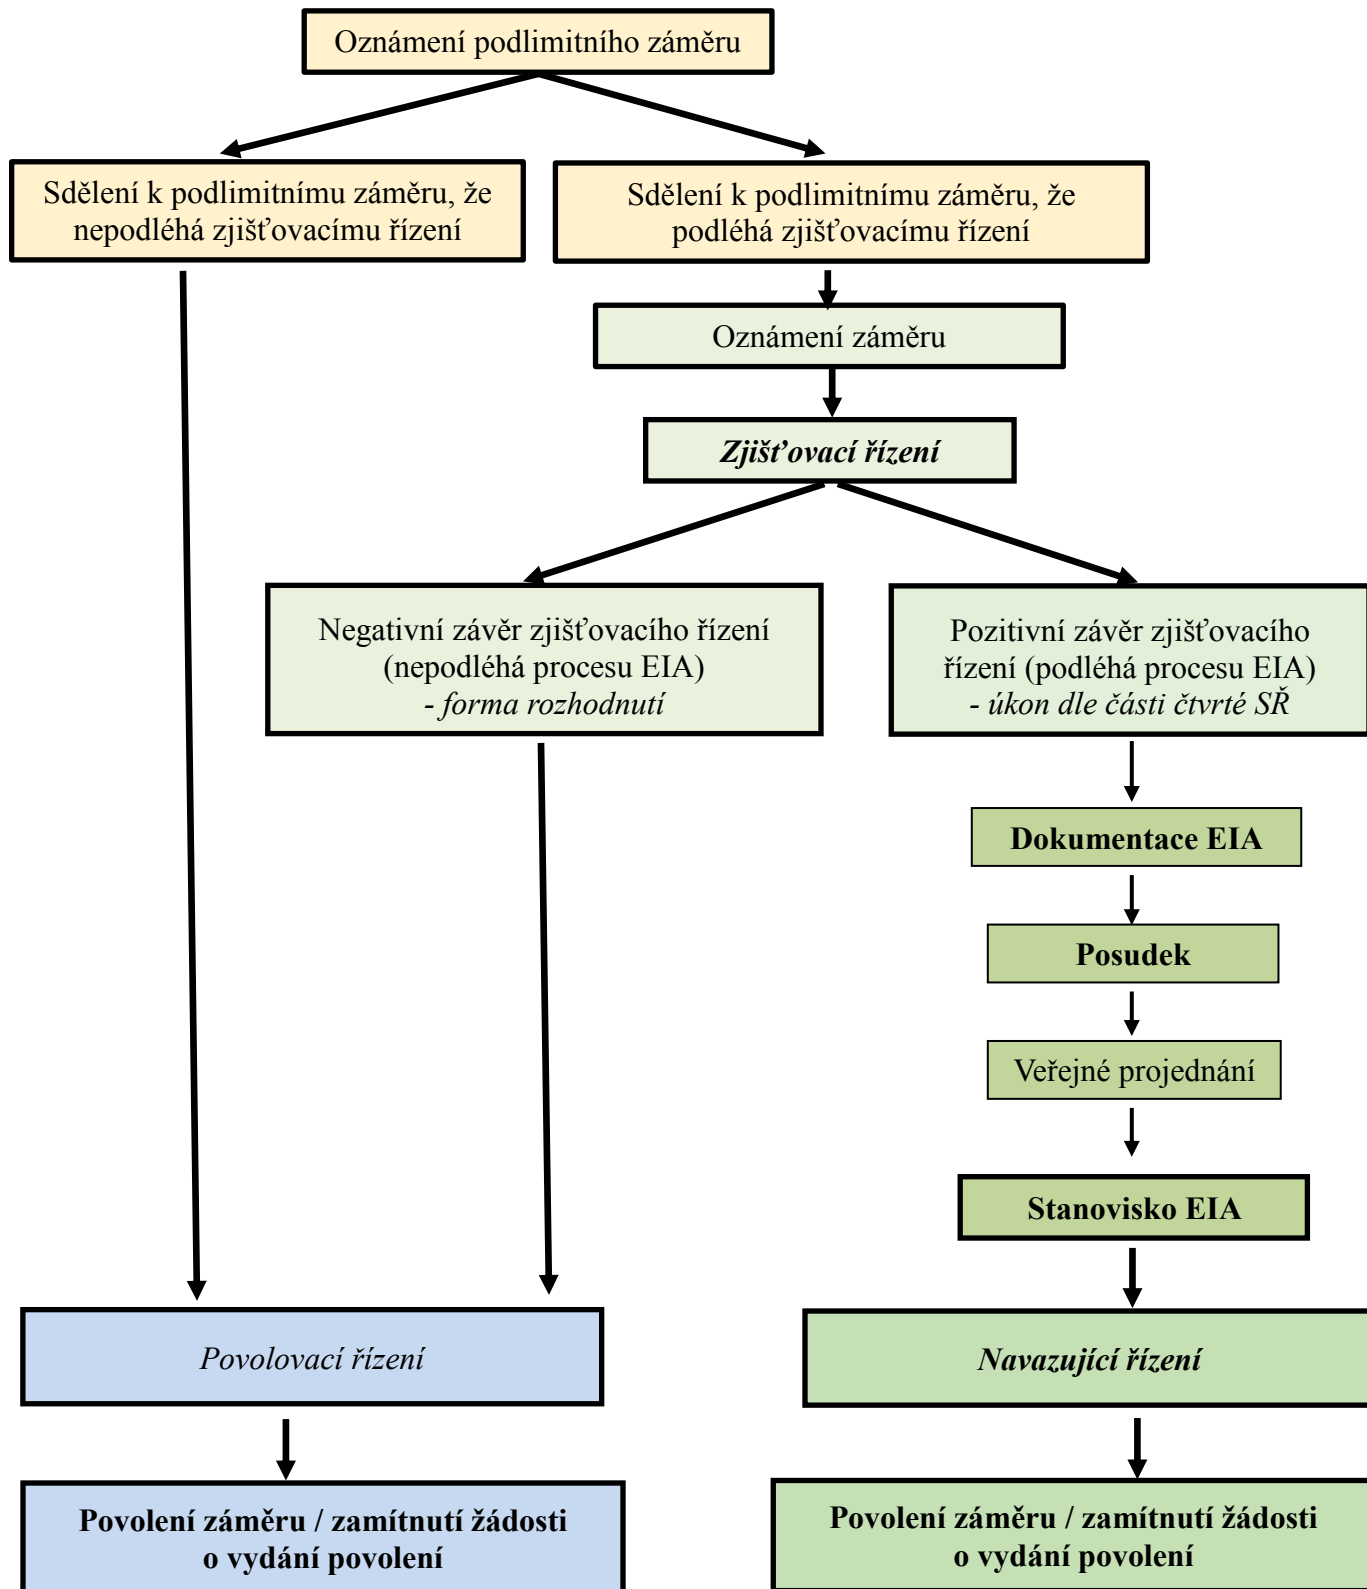 Oznámení podlimitního záměru
Sdělení k podlimitnímu záměru, že
nepodléhá zjišťovacímu řízení
Sdělení k podlimitnímu záměru, že
podléhá zjišťovacímu řízení
Oznámení záměru
Zjišťovací řízení
Negativní závěr zjišťovacího řízení
(nepodléhá procesu EIA)
- forma rozhodnutí
Pozitivní závěr zjišťovacího
řízení (podléhá procesu EIA)
- úkon dle části čtvrté SŘ
Dokumentace EIA
Posudek
Veřejné projednání
Stanovisko EIA
Povolovací řízení
Navazující řízení
Povolení záměru / zamítnutí žádosti
o vydání povolení
Povolení záměru / zamítnutí žádosti
o vydání povolení